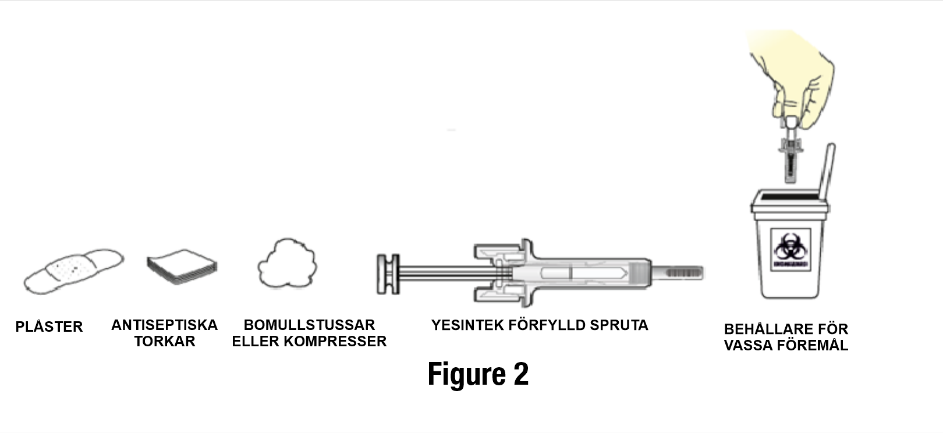 PLÅSTER
ANTISEPTISKA
TORKAR
BOMULLSTUSSAR
ELLER KOMPRESSER
YESINTEK FÖRFYLLD SPRUTA
BEHÅLLARE FÖR
VASSA FÖREMÅL
Figure 2